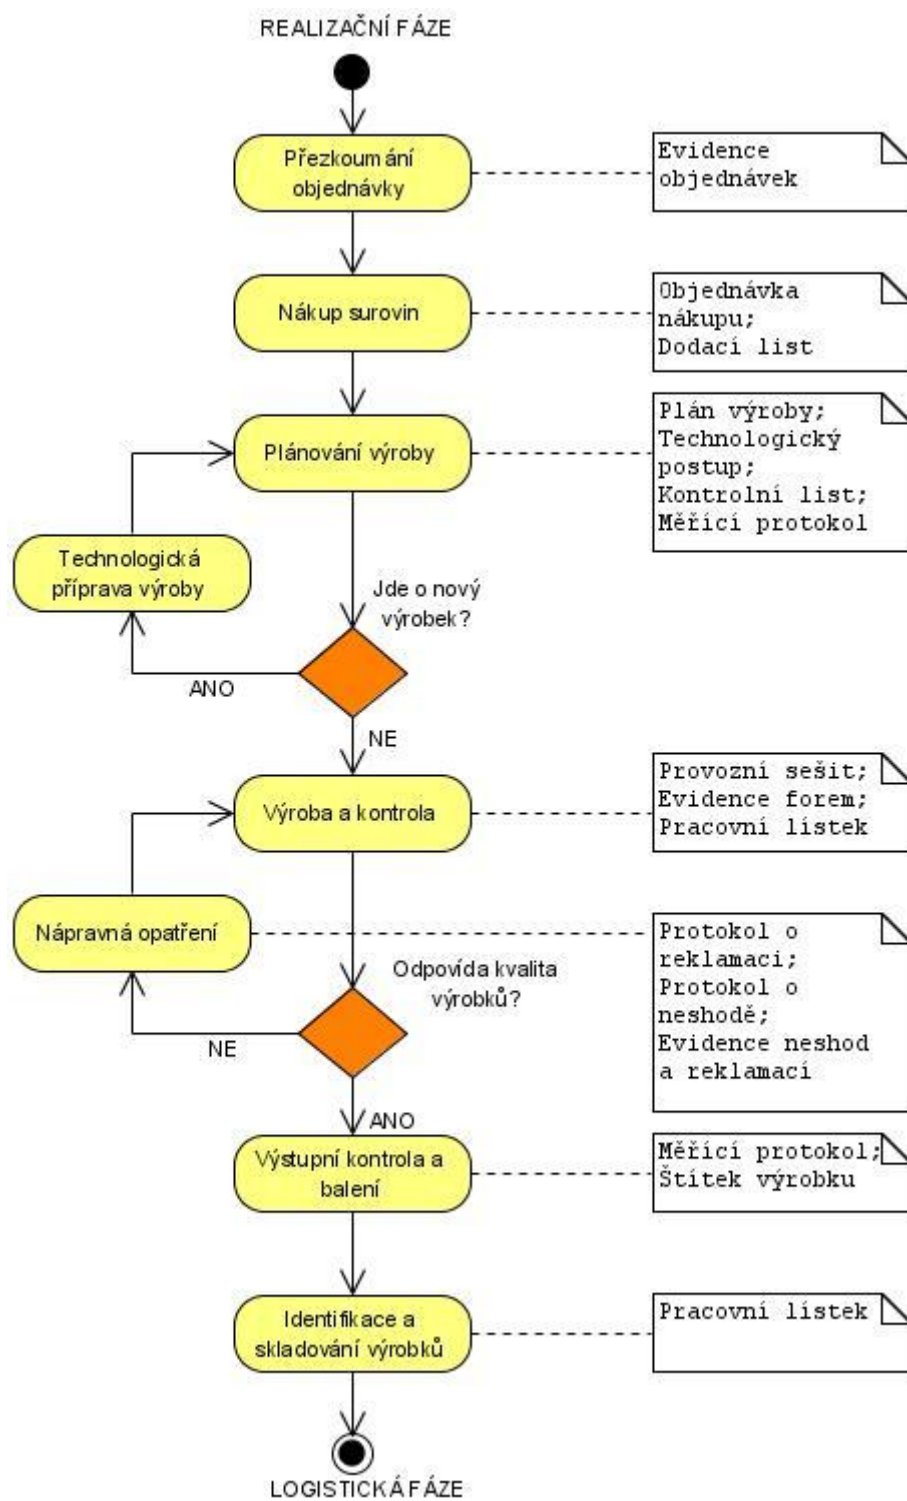 REALIZAČNÍ FÁZE
Přezkoumání
objednávky
Evidence
objednávek
Nákup surovin
Objednávka
nákupu;
Dodací list
Plánování výroby
Plán výroby;
Technologický
postup;
Kontrolní list;
Měřící protokol
Technologická
příprava výroby
Jde o nový
výrobek?
ANO
NE
Výroba a kontrola
Provozní sešit;
Evidence forem;
Pracovní lístek
Nápravná opatření
Protokol o
reklamaci;
Protokol o
neshodě;
Evidence neshod
a reklamací
Odpovída kvalita
výrobků?
NE
ANO
Výstupní kontrola a
balení
Měřící protokol;
Štítek výrobku
Identifikace a
skladování výrobků
Pracovní lístek
LOGISTICKÁ FÁZE